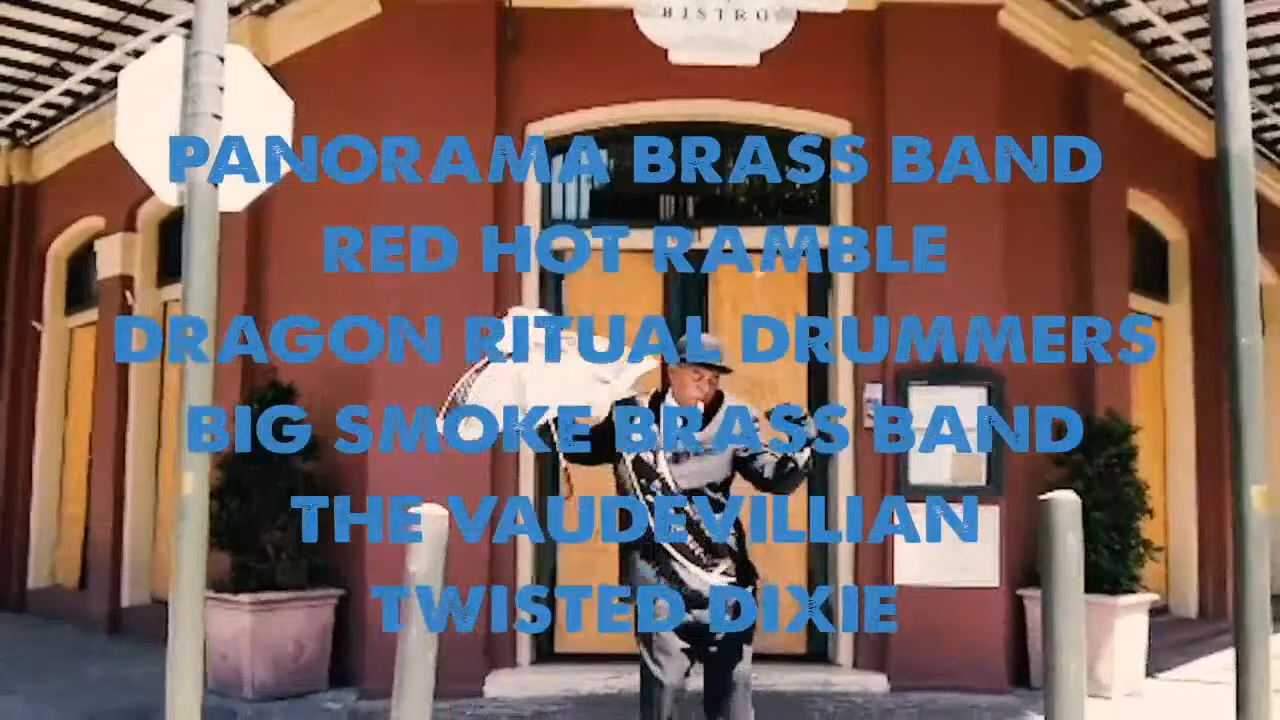 BISTRO
PANORAMA BRASS BAND
RED HOT RAMBLE
DRAGON RITUAL DRUMMERS
BIG SMOKE BRASS BAND
THE VAUDEVILLIAN
TWISTED DIXIE